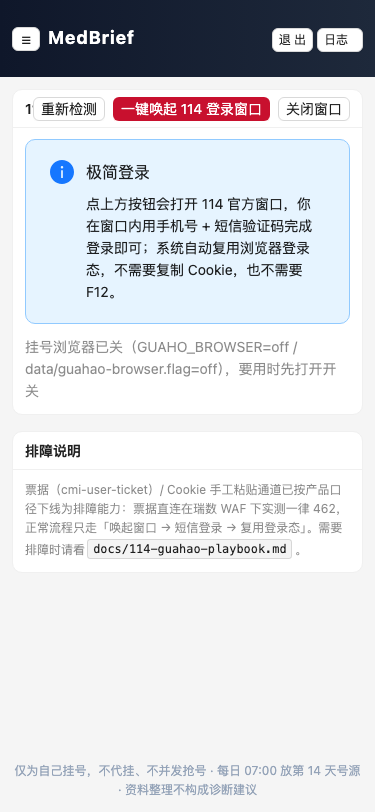 ≡ MedBrief 退 出 日志
1 重新检测 一键唤起 114 登录窗口 关闭窗口
极简登录
点上方按钮会打开 114 官方窗口，你
在窗口内用手机号 + 短信验证码完成
登录即可；系统自动复用浏览器登录
态，不需要复制 Cookie，也不需要
F12。
挂号浏览器已关（GUAHO_BROWSER=off /
data/guahao-browser.flag=off），要用时先打开开
关
排障说明
票据（cmi-user-ticket）/ Cookie 手工粘贴通道已按产品口
径下线为排障能力：票据直连在瑞数 WAF 下实测一律 462，
正常流程只走「唤起窗口 → 短信登录 → 复用登录态」。需要
排障时请看 docs/114-guahao-playbook.md 。
仅为自己挂号，不代挂、不并发抢号 · 每日 07:00 放第 14 天号源
· 资料整理不构成诊断建议